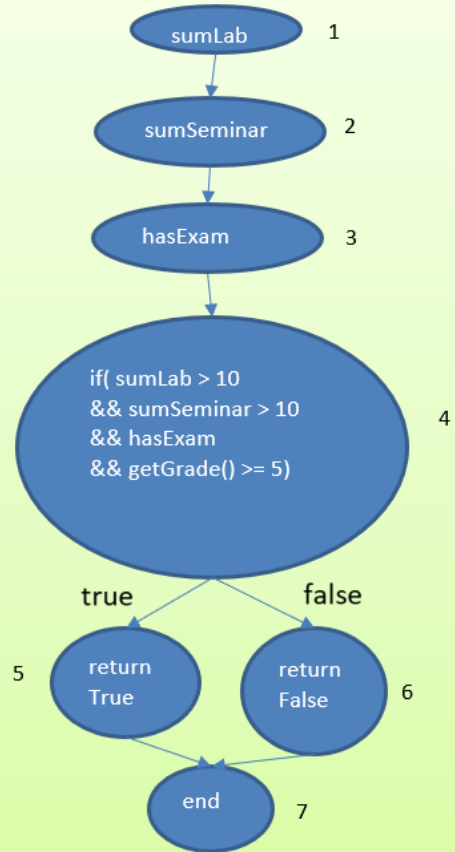 sumLab
1
sumSeminar
2
hasExam
3
if( sumLab > 10
&& sumSeminar > 10
&& hasExam
&& getGrade() >= 5)
4
true
false
5
return
True
return
False
6
end
7